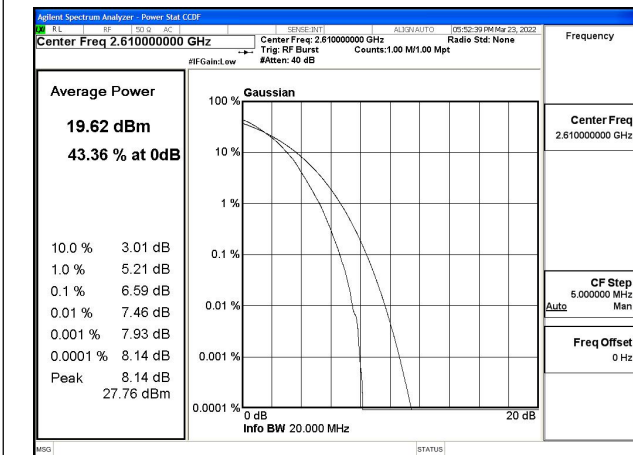 Agilent Spectrum Analyzer - Power Stat CCDF
RL RF 50 Ω AC SENSE:INT ALIGN AUTO 05:52:39 PM Mar 23, 2022
Center Freq 2.610000000 GHz
Center Freq: 2.610000000 GHz Radio Std: None
Trig: RF Burst Counts:1.00 M/1.00 Mpt
#IFGain:Low #Atten: 40 dB
Frequency
Average Power
19.62 dBm
43.36 % at 0dB
10.0 % 3.01 dB
1.0 % 5.21 dB
0.1 % 6.59 dB
0.01 % 7.46 dB
0.001 % 7.93 dB
0.0001 % 8.14 dB
Peak 8.14 dB
27.76 dBm
Gaussian
100 %
10 %
1 %
0.1 %
0.01 %
0.001 %
0.0001 %
0 dB 20 dB
Info BW 20.000 MHz
Center Freq
2.610000000 GHz
CF Step
5.000000 MHz
Auto Man
Freq Offset
0 Hz
MSG STATUS